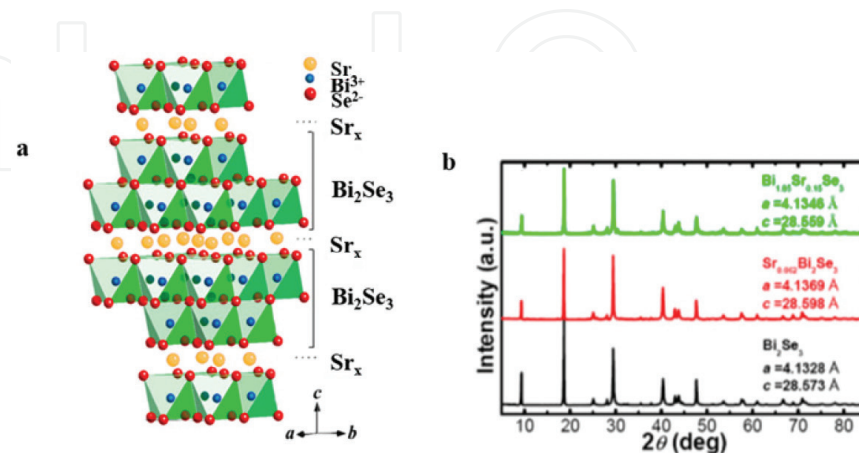 a
Sr
Bi3+
Se2-
Srx
Bi2Se3
Srx
Bi2Se3
Srx
c
a
b
b
Intensity (a.u.)
Bi1.85Sr0.15Se3
a=4.1346 Å
c=28.559 Å
Sr0.062Bi2Se3
a=4.1369 Å
c=28.598 Å
Bi2Se3
a=4.1328 Å
c=28.573 Å
10 20 30 40 50 60 70 80
2θ (deg)